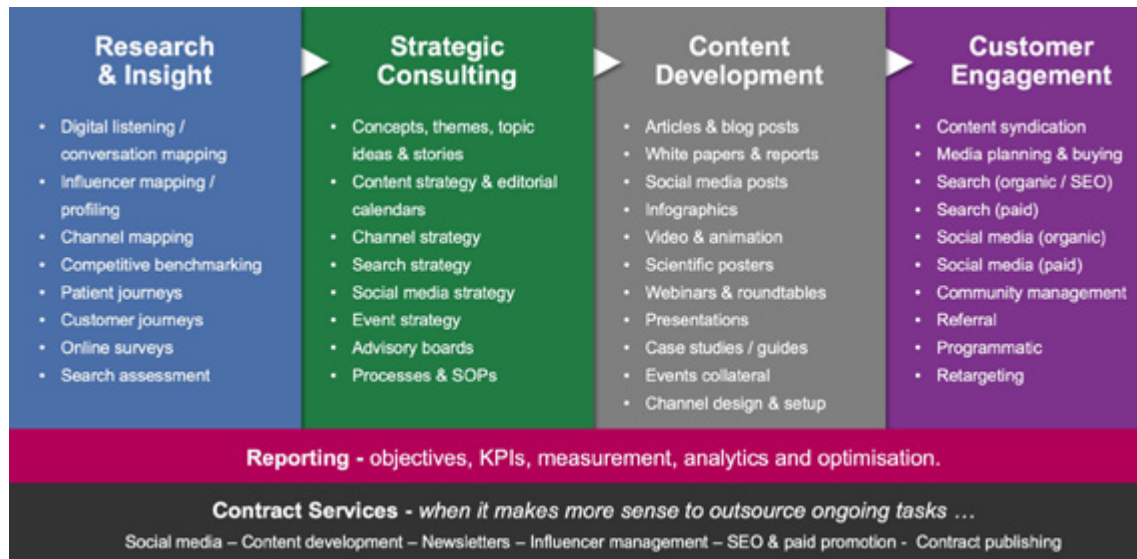 Research
& Insight
• Digital listening /
conversation mapping
• Influencer mapping /
profiling
• Channel mapping
• Competitive benchmarking
• Patient journeys
• Customer journeys
• Online surveys
• Search assessment
Strategic
Consulting
• Concepts, themes, topic
ideas & stories
• Content strategy & editorial
calendars
• Channel strategy
• Search strategy
• Social media strategy
• Event strategy
• Advisory boards
• Processes & SOPs
Content
Development
• Articles & blog posts
• White papers & reports
• Social media posts
• Infographics
• Video & animation
• Scientific posters
• Webinars & roundtables
• Presentations
• Case studies / guides
• Events collateral
• Channel design & setup
Customer
Engagement
• Content syndication
• Media planning & buying
• Search (organic / SEO)
• Search (paid)
• Social media (organic)
• Social media (paid)
• Community management
• Referral
• Programmatic
• Retargeting
Reporting - objectives, KPIs, measurement, analytics and optimisation.
Contract Services - when it makes more sense to outsource ongoing tasks …
Social media – Content development – Newsletters – Influencer management – SEO & paid promotion - Contract publishing